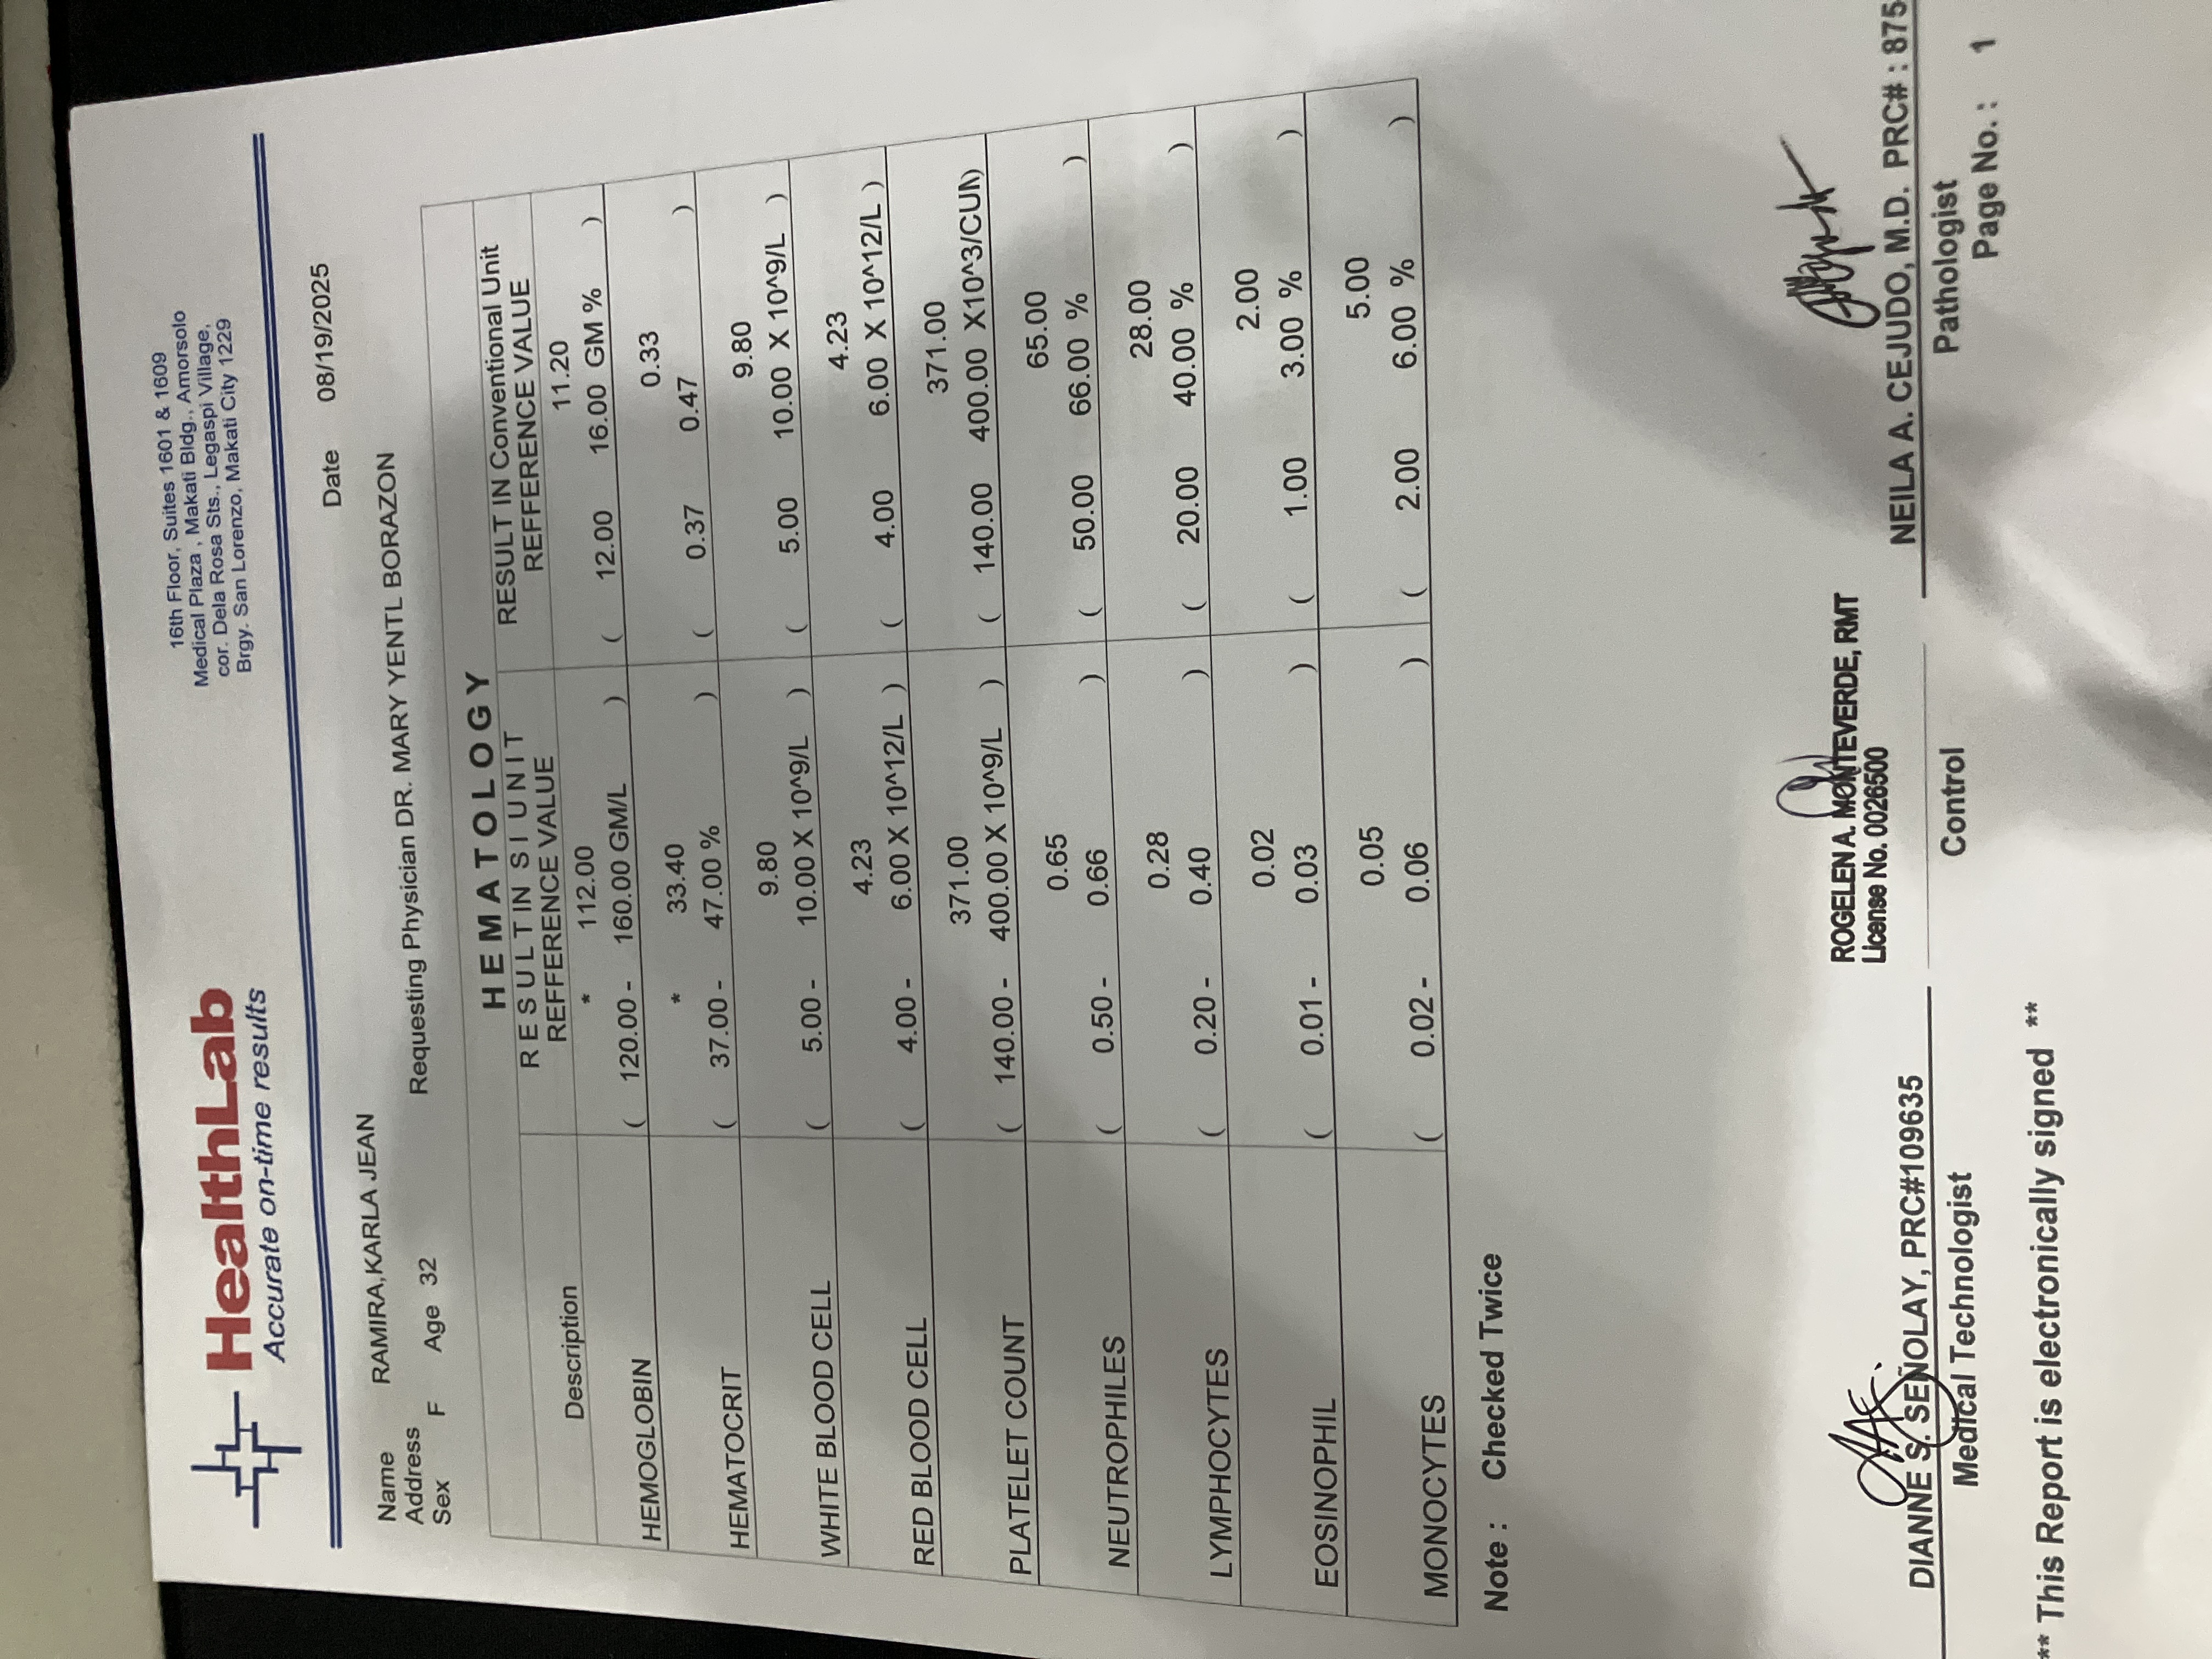 HealthLab
Accurate on-time results
16th Floor, Suites 1601 & 1609
Medical Plaza , Makati Bldg., Amorsolo
cor. Dela Rosa Sts., Legaspi Village,
Brgy. San Lorenzo, Makati City 1229
Date 08/19/2025
Name RAMIRA,KARLA JEAN
Address
Sex F Age 32 Requesting Physician DR. MARY YENTL BORAZON
HEMATOLOGY
Description
RESULT IN SI UNIT
REFFERENCE VALUE
RESULT IN Conventional Unit
REFFERENCE VALUE
* 112.00 11.20
HEMOGLOBIN ( 120.00 - 160.00 GM/L ) ( 12.00 16.00 GM % )
* 33.40 0.33
HEMATOCRIT ( 37.00 - 47.00 % ) ( 0.37 0.47 )
9.80 9.80
WHITE BLOOD CELL ( 5.00 - 10.00 X 10^9/L ) ( 5.00 10.00 X 10^9/L )
4.23 4.23
RED BLOOD CELL ( 4.00 - 6.00 X 10^12/L ) ( 4.00 6.00 X 10^12/L )
371.00 371.00
PLATELET COUNT ( 140.00 - 400.00 X 10^9/L ) ( 140.00 400.00 X10^3/CUM)
0.65 65.00
NEUTROPHILES ( 0.50 - 0.66 ) ( 50.00 66.00 % )
0.28 28.00
LYMPHOCYTES ( 0.20 - 0.40 ) ( 20.00 40.00 % )
0.02 2.00
EOSINOPHIL ( 0.01 - 0.03 ) ( 1.00 3.00 % )
0.05 5.00
MONOCYTES ( 0.02 - 0.06 ) ( 2.00 6.00 % )
Note : Checked Twice
DIANNE S. SEÑOLAY, PRC#109635
Medical Technologist
ROGELEN A. MONTEVERDE, RMT
License No. 0026500
Control
NEILA A. CEJUDO, M.D. PRC# : 875
Pathologist
Page No. : 1
** This Report is electronically signed **